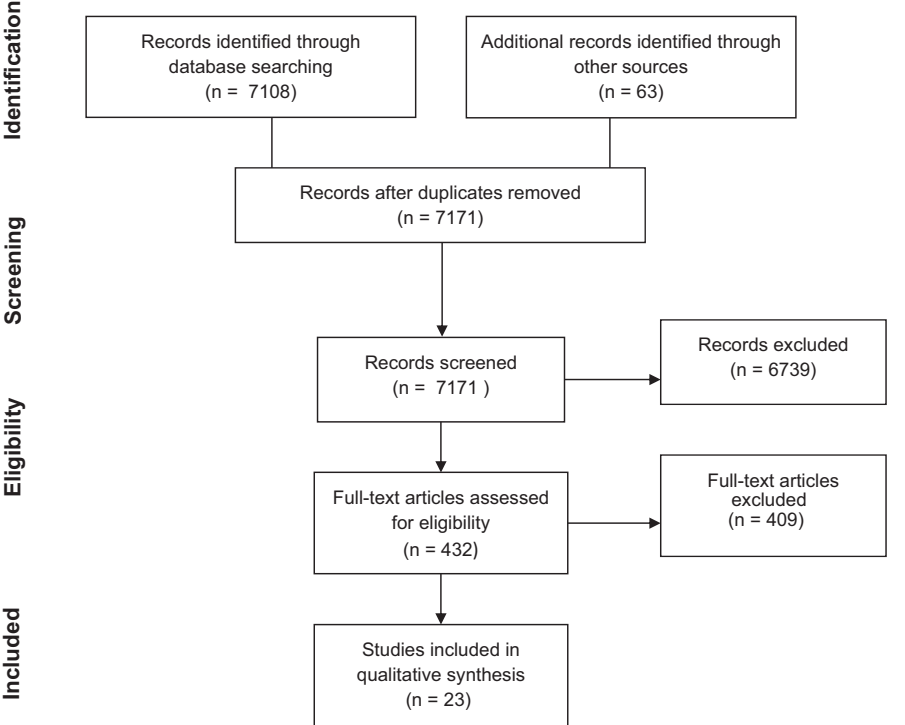 Identification
Records identified through
database searching
(n = 7108)
Additional records identified through
other sources
(n = 63)
Records after duplicates removed
(n = 7171)
Screening
Records screened
(n = 7171 )
Records excluded
(n = 6739)
Eligibility
Full-text articles assessed
for eligibility
(n = 432)
Full-text articles
excluded
(n = 409)
Included
Studies included in
qualitative synthesis
(n = 23)